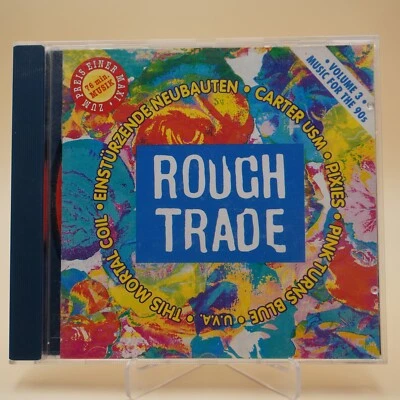 ZUM PREIS EINER MAXI •
76 min.
MUSIK
• VOLUME 3 •
MUSIC FOR THE 90s
EINSTÜRZENDE NEUBAUTEN • CARTER USM • PIXIES • PINK TURNS BLUE • U.V.A. • THIS MORTAL COIL •
ROUGH
TRADE